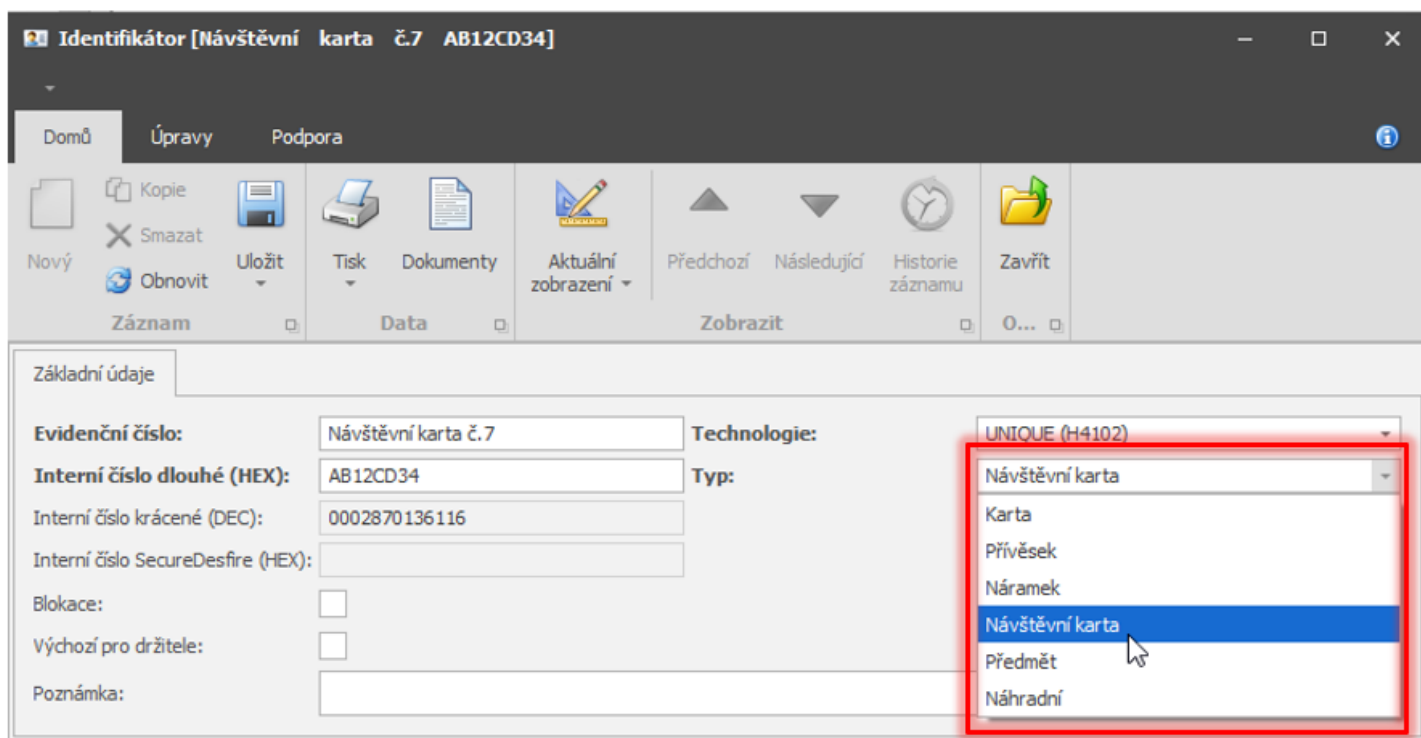 Identifikátor [Návštěvní karta č.7 AB12CD34]
Domů Úpravy Podpora
Nový
Kopie
Smazat
Obnovit
Uložit
Tisk
Dokumenty
Aktuální
zobrazení
Předchozí
Následující
Historie
záznamu
Zavřít
Záznam Data Zobrazit O...
Základní údaje
Evidenční číslo: Návštěvní karta č.7 Technologie: UNIQUE (H4102)
Interní číslo dlouhé (HEX): AB12CD34 Typ: Návštěvní karta
Interní číslo krácené (DEC): 0002870136116
Interní číslo SecureDesfire (HEX):
Blokace:
Výchozí pro držitele:
Poznámka:
Karta
Přívěsek
Náramek
Návštěvní karta
Předmět
Náhradní